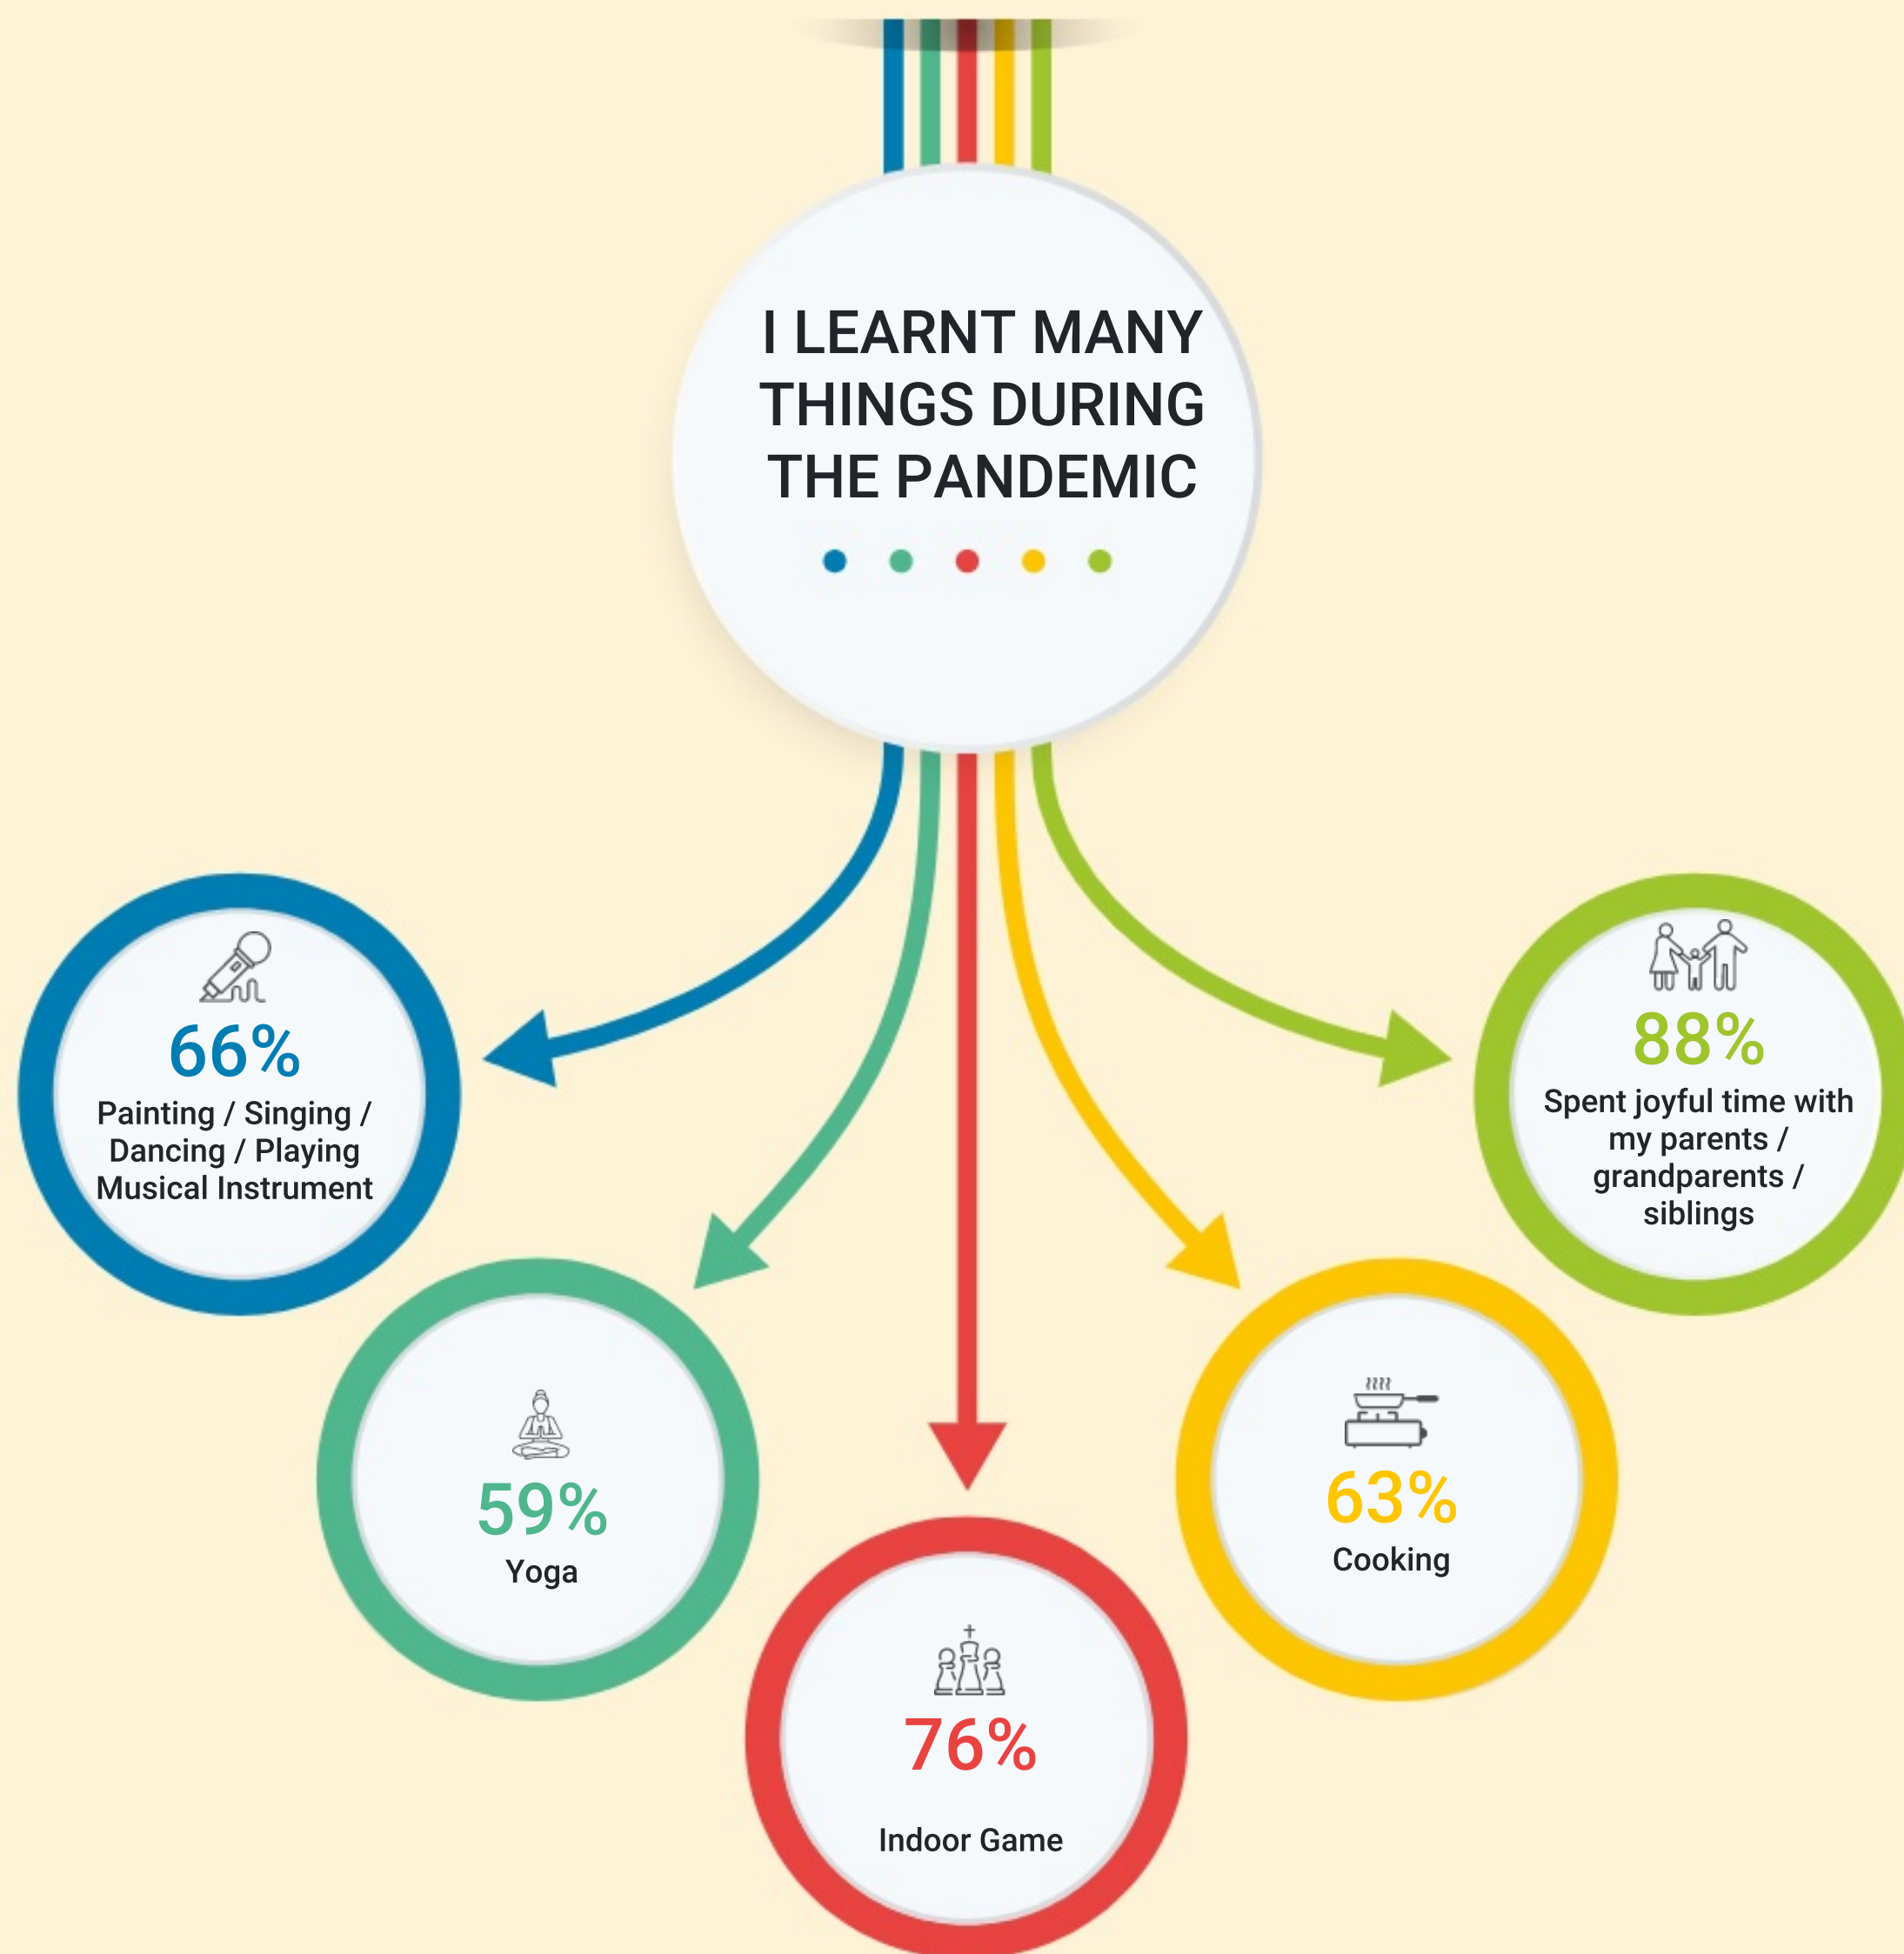 I LEARNT MANY
THINGS DURING
THE PANDEMIC
66%
Painting / Singing /
Dancing / Playing
Musical Instrument
59%
Yoga
76%
Indoor Game
63%
Cooking
88%
Spent joyful time with
my parents /
grandparents /
siblings